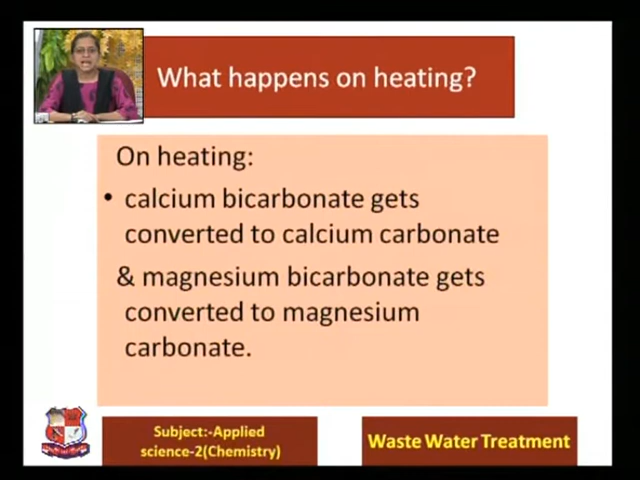 What happens on heating?
On heating:
• calcium bicarbonate gets
converted to calcium carbonate
& magnesium bicarbonate gets
converted to magnesium
carbonate.
Subject:-Applied
science-2(Chemistry)
Waste Water Treatment